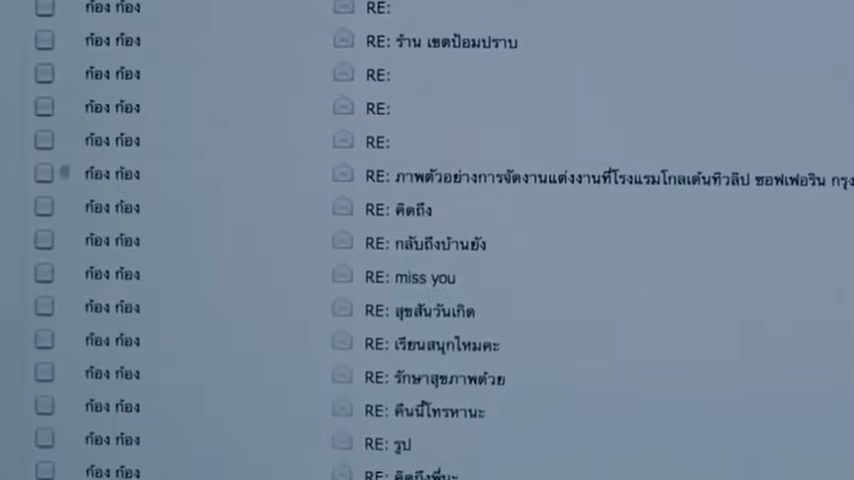 ก้อง ก้อง RE:
ก้อง ก้อง RE: ร้าน เขตป้อมปราบ
ก้อง ก้อง RE:
ก้อง ก้อง RE:
ก้อง ก้อง RE:
ก้อง ก้อง RE: ภาพตัวอย่างการจัดงานแต่งงานที่โรงแรมโกลเด้นทิวลิป ซอฟเฟอริน กรุง
ก้อง ก้อง RE: คิดถึง
ก้อง ก้อง RE: กลับถึงบ้านยัง
ก้อง ก้อง RE: miss you
ก้อง ก้อง RE: สุขสันวันเกิด
ก้อง ก้อง RE: เรียนสนุกไหมคะ
ก้อง ก้อง RE: รักษาสุขภาพด้วย
ก้อง ก้อง RE: คืนนี้โทรหานะ
ก้อง ก้อง RE: รูป
ก้อง ก้อง RE: คิดถึงพี่นะ